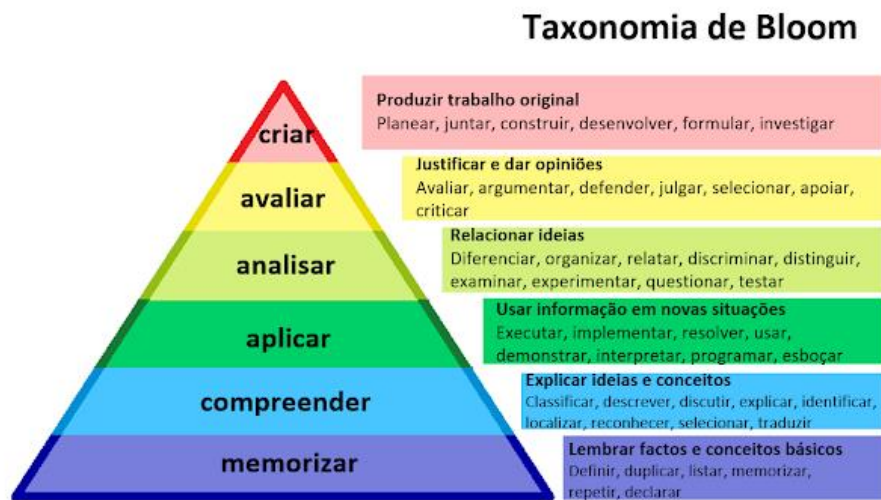 Taxonomia de Bloom
criar
Produzir trabalho original
Planear, juntar, construir, desenvolver, formular, investigar
avaliar
Justificar e dar opiniões
Avaliar, argumentar, defender, julgar, selecionar, apoiar,
criticar
analisar
Relacionar ideias
Diferenciar, organizar, relatar, discriminar, distinguir,
examinar, experimentar, questionar, testar
aplicar
Usar informação em novas situações
Executar, implementar, resolver, usar,
demonstrar, interpretar, programar, esboçar
compreender
Explicar ideias e conceitos
Classificar, descrever, discutir, explicar, identificar,
localizar, reconhecer, selecionar, traduzir
memorizar
Lembrar factos e conceitos básicos
Definir, duplicar, listar, memorizar,
repetir, declarar